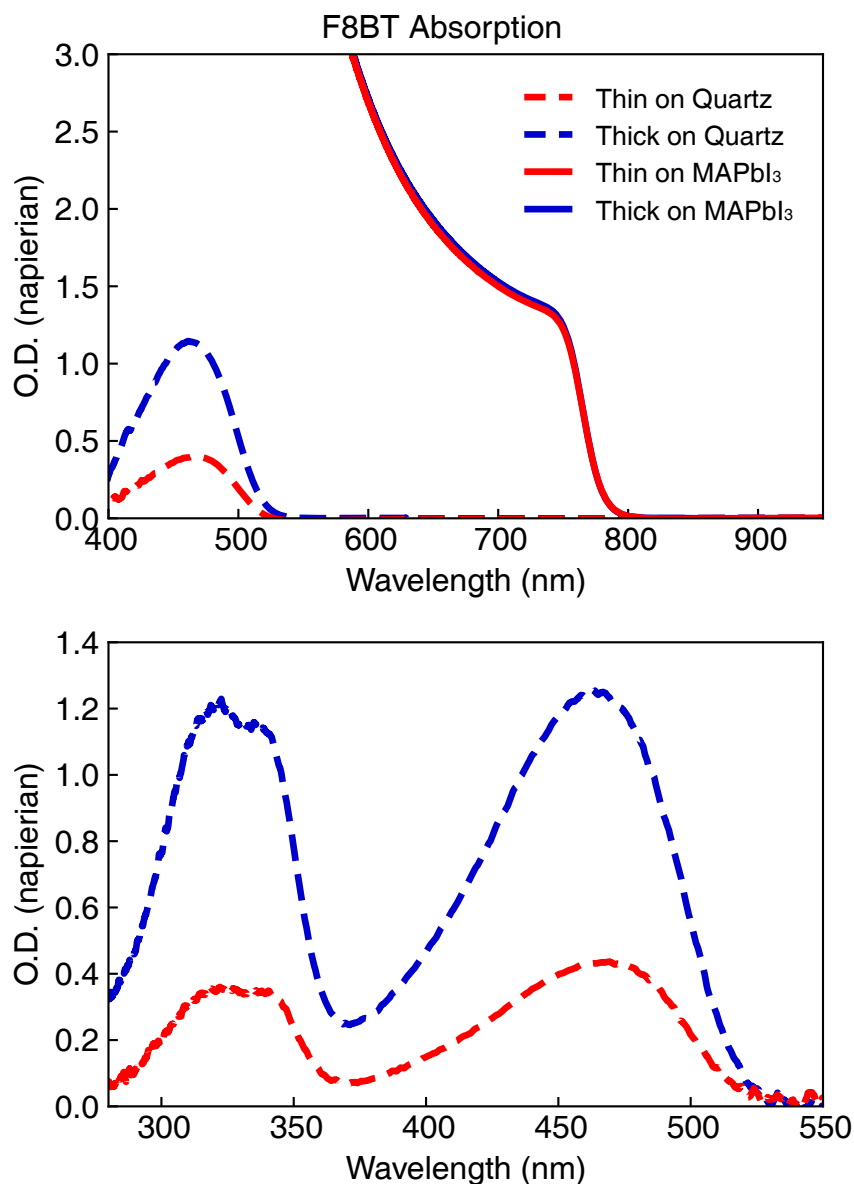 F8BT Absorption
3.0
2.5
2.0
1.5
1.0
0.5
0.0
O.D. (napierian)
Thin on Quartz
Thick on Quartz
Thin on MAPbI₃
Thick on MAPbI₃
400 500 600 700 800 900
Wavelength (nm)
1.4
1.2
1.0
0.8
0.6
0.4
0.2
0.0
O.D. (napierian)
300 350 400 450 500 550
Wavelength (nm)